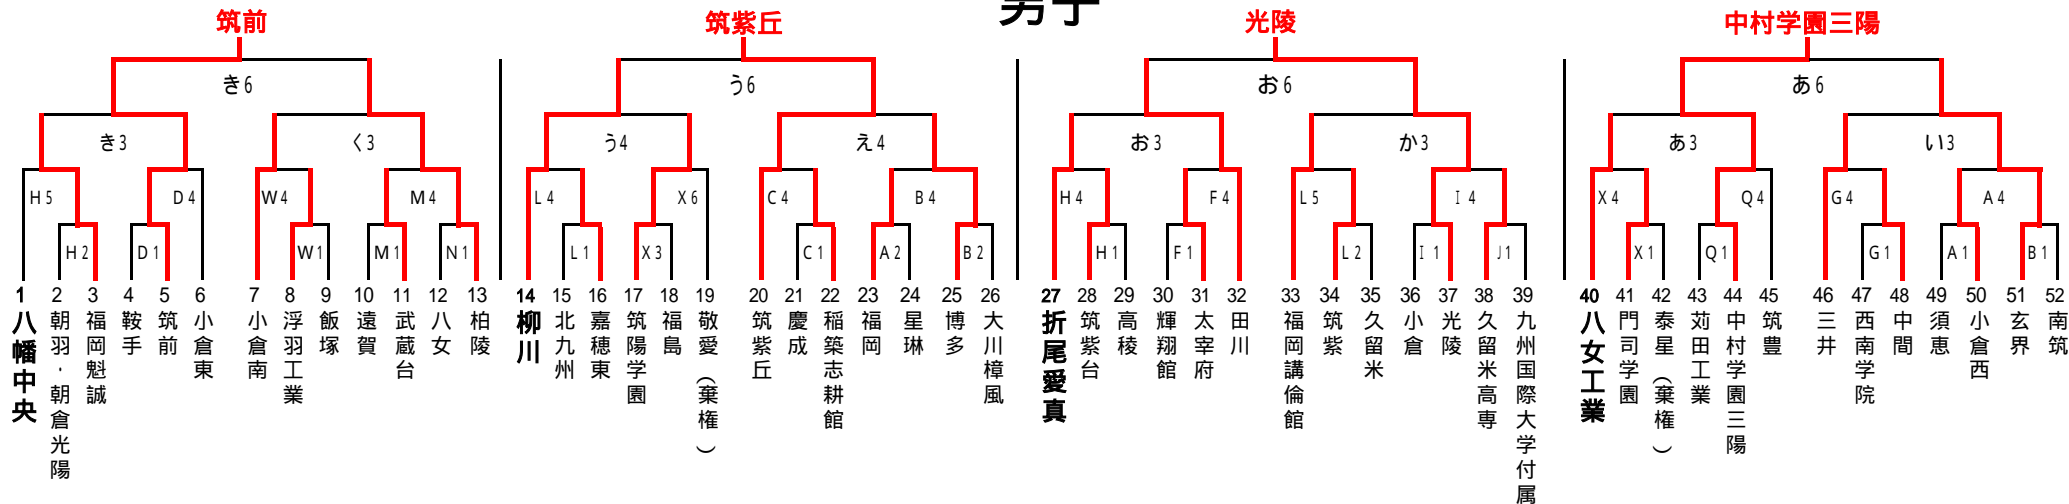 男子
筑前 筑紫丘 光陵 中村学園三陽
き6 う6 お6 あ6
き3 く3 う4 え4 お3 か3 あ3 い3
H5 D4 W4 M4 L4 X6 C4 B4 H4 F4 L5 I4 X4 Q4 G4 A4
H2 D1 W1 M1 N1 L1 X3 C1 A2 B2 H1 F1 L2 I1 J1 X1 Q1 G1 A1 B1
1 八幡中央
2 朝羽・朝倉光陽
3 福岡魁誠
4 鞍手
5 筑前
6 小倉東
7 小倉南
8 浮羽工業
9 飯塚
10 遠賀
11 武蔵台
12 八女
13 柏陵
14 柳川
15 北九州
16 嘉穂東
17 筑陽学園
18 福島
19 敬愛（棄権）
20 筑紫丘
21 慶成
22 稲築志耕館
23 福岡
24 星琳
25 博多
26 大川樟風
27 折尾愛真
28 筑紫台
29 高稜
30 輝翔館
31 太宰府
32 田川
33 福岡講倫館
34 筑紫
35 久留米
36 小倉
37 光陵
38 久留米高専
39 九州国際大学付属
40 八女工業
41 門司学園
42 泰星（棄権）
43 苅田工業
44 中村学園三陽
45 筑豊
46 三井
47 西南学院
48 中間
49 須恵
50 小倉西
51 玄界
52 南筑